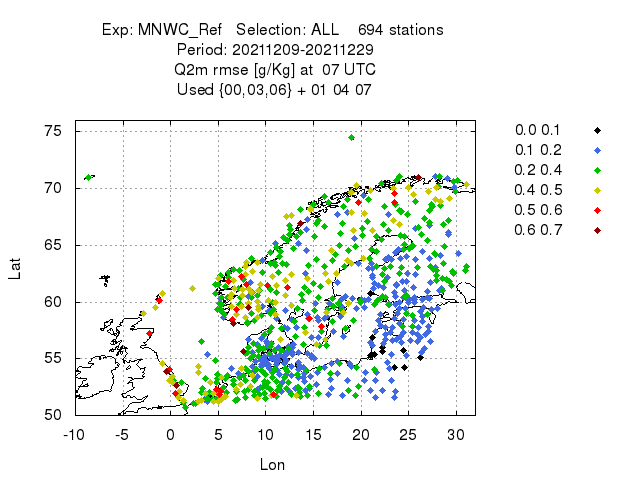 Exp: MNWC_Ref   Selection: ALL    694 stations
Period: 20211209-20211229
Q2m rmse [g/Kg] at  07 UTC
Used {00,03,06} + 01 04 07
0.0 0.1
0.1 0.2
0.2 0.4
0.4 0.5
0.5 0.6
0.6 0.7
75
70
65
60
55
50
Lat
-10 -5 0 5 10 15 20 25 30
Lon